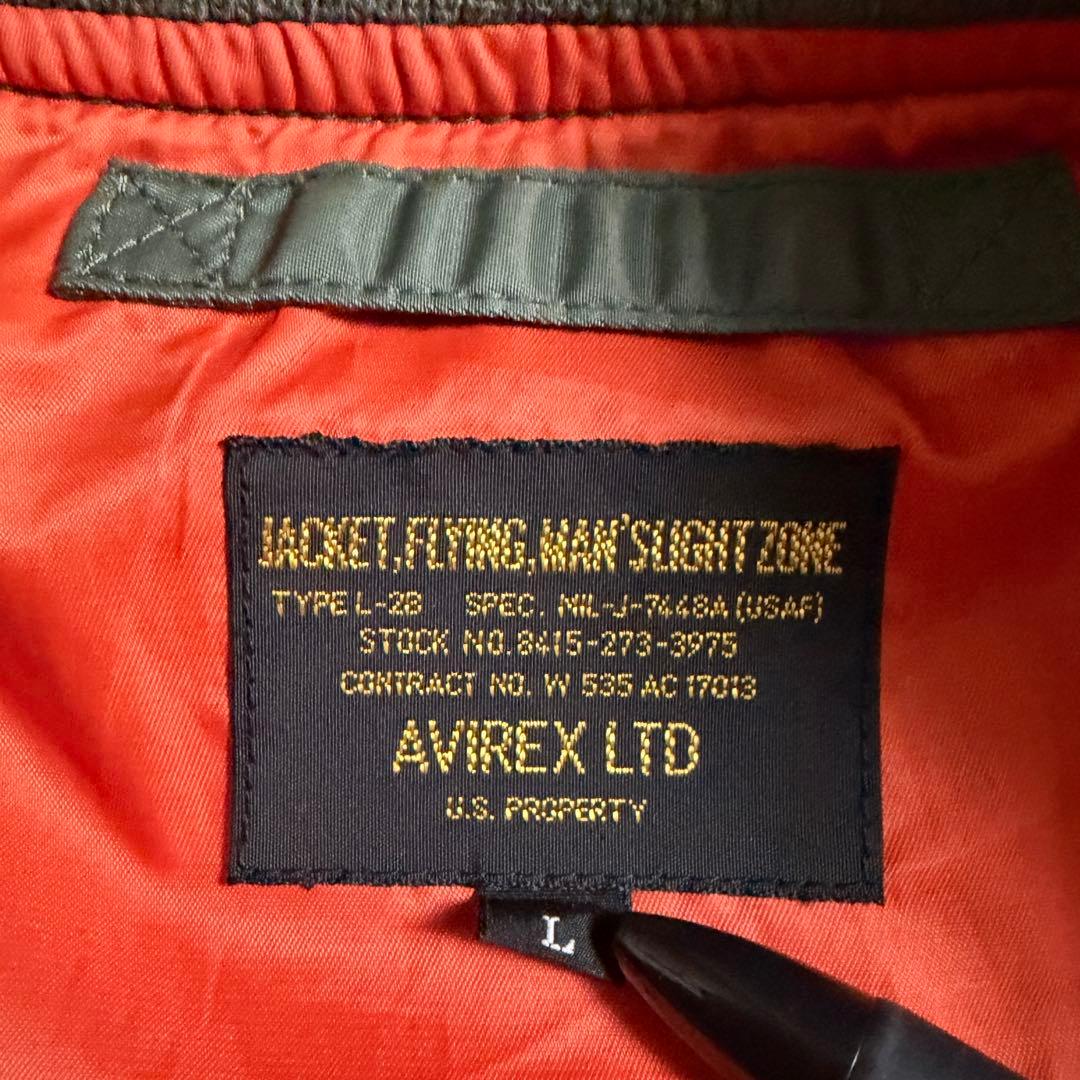 JACKET, FLYING, MAN'S LIGHT ZONE
TYPE L-2B SPEC. MIL-J-7448A (USAF)
STOCK NO. 8415-273-3975
CONTRACT NO. W 535 AC 17013
AVIREX LTD
U.S. PROPERTY
L